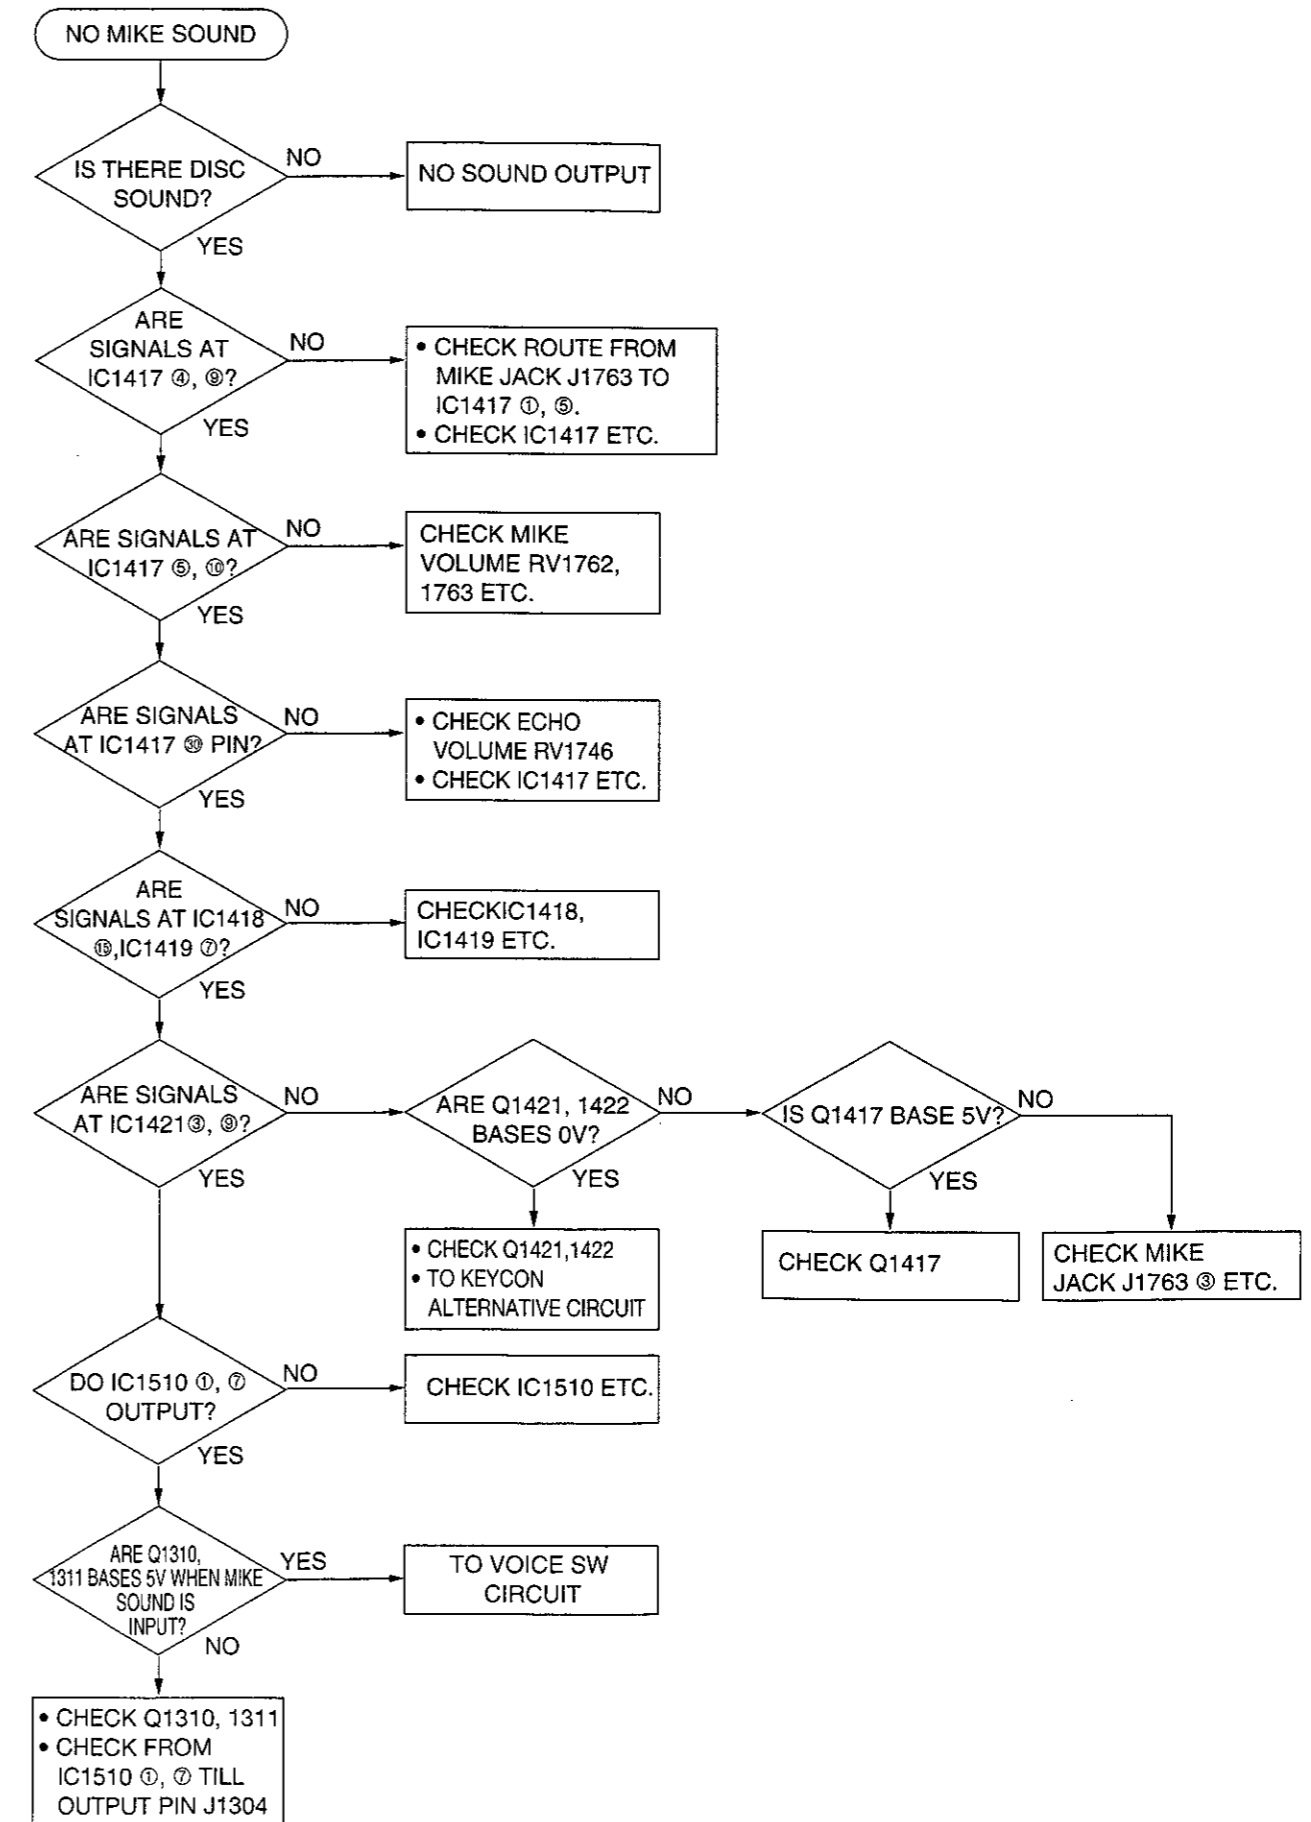 NO MIKE SOUND
IS THERE DISC
SOUND?
NO
NO SOUND OUTPUT
YES
ARE
SIGNALS AT
IC1417 ④, ⑨?
NO
• CHECK ROUTE FROM
MIKE JACK J1763 TO
IC1417 ①, ⑤.
• CHECK IC1417 ETC.
YES
ARE SIGNALS AT
IC1417 ⑤, ⑩?
NO
CHECK MIKE
VOLUME RV1762,
1763 ETC.
YES
ARE SIGNALS
AT IC1417 ㉚ PIN?
NO
• CHECK ECHO
VOLUME RV1746
• CHECK IC1417 ETC.
YES
ARE
SIGNALS AT IC1418
⑮,IC1419 ⑦?
NO
CHECKIC1418,
IC1419 ETC.
YES
ARE SIGNALS
AT IC1421③, ⑨?
NO
ARE Q1421, 1422
BASES 0V?
NO
IS Q1417 BASE 5V?
NO
YES
YES
YES
• CHECK Q1421,1422
• TO KEYCON
ALTERNATIVE CIRCUIT
CHECK Q1417
CHECK MIKE
JACK J1763 ③ ETC.
DO IC1510 ①, ⑦
OUTPUT?
NO
CHECK IC1510 ETC.
YES
ARE Q1310,
1311 BASES 5V WHEN MIKE
SOUND IS
INPUT?
YES
TO VOICE SW
CIRCUIT
NO
• CHECK Q1310, 1311
• CHECK FROM
IC1510 ①, ⑦ TILL
OUTPUT PIN J1304